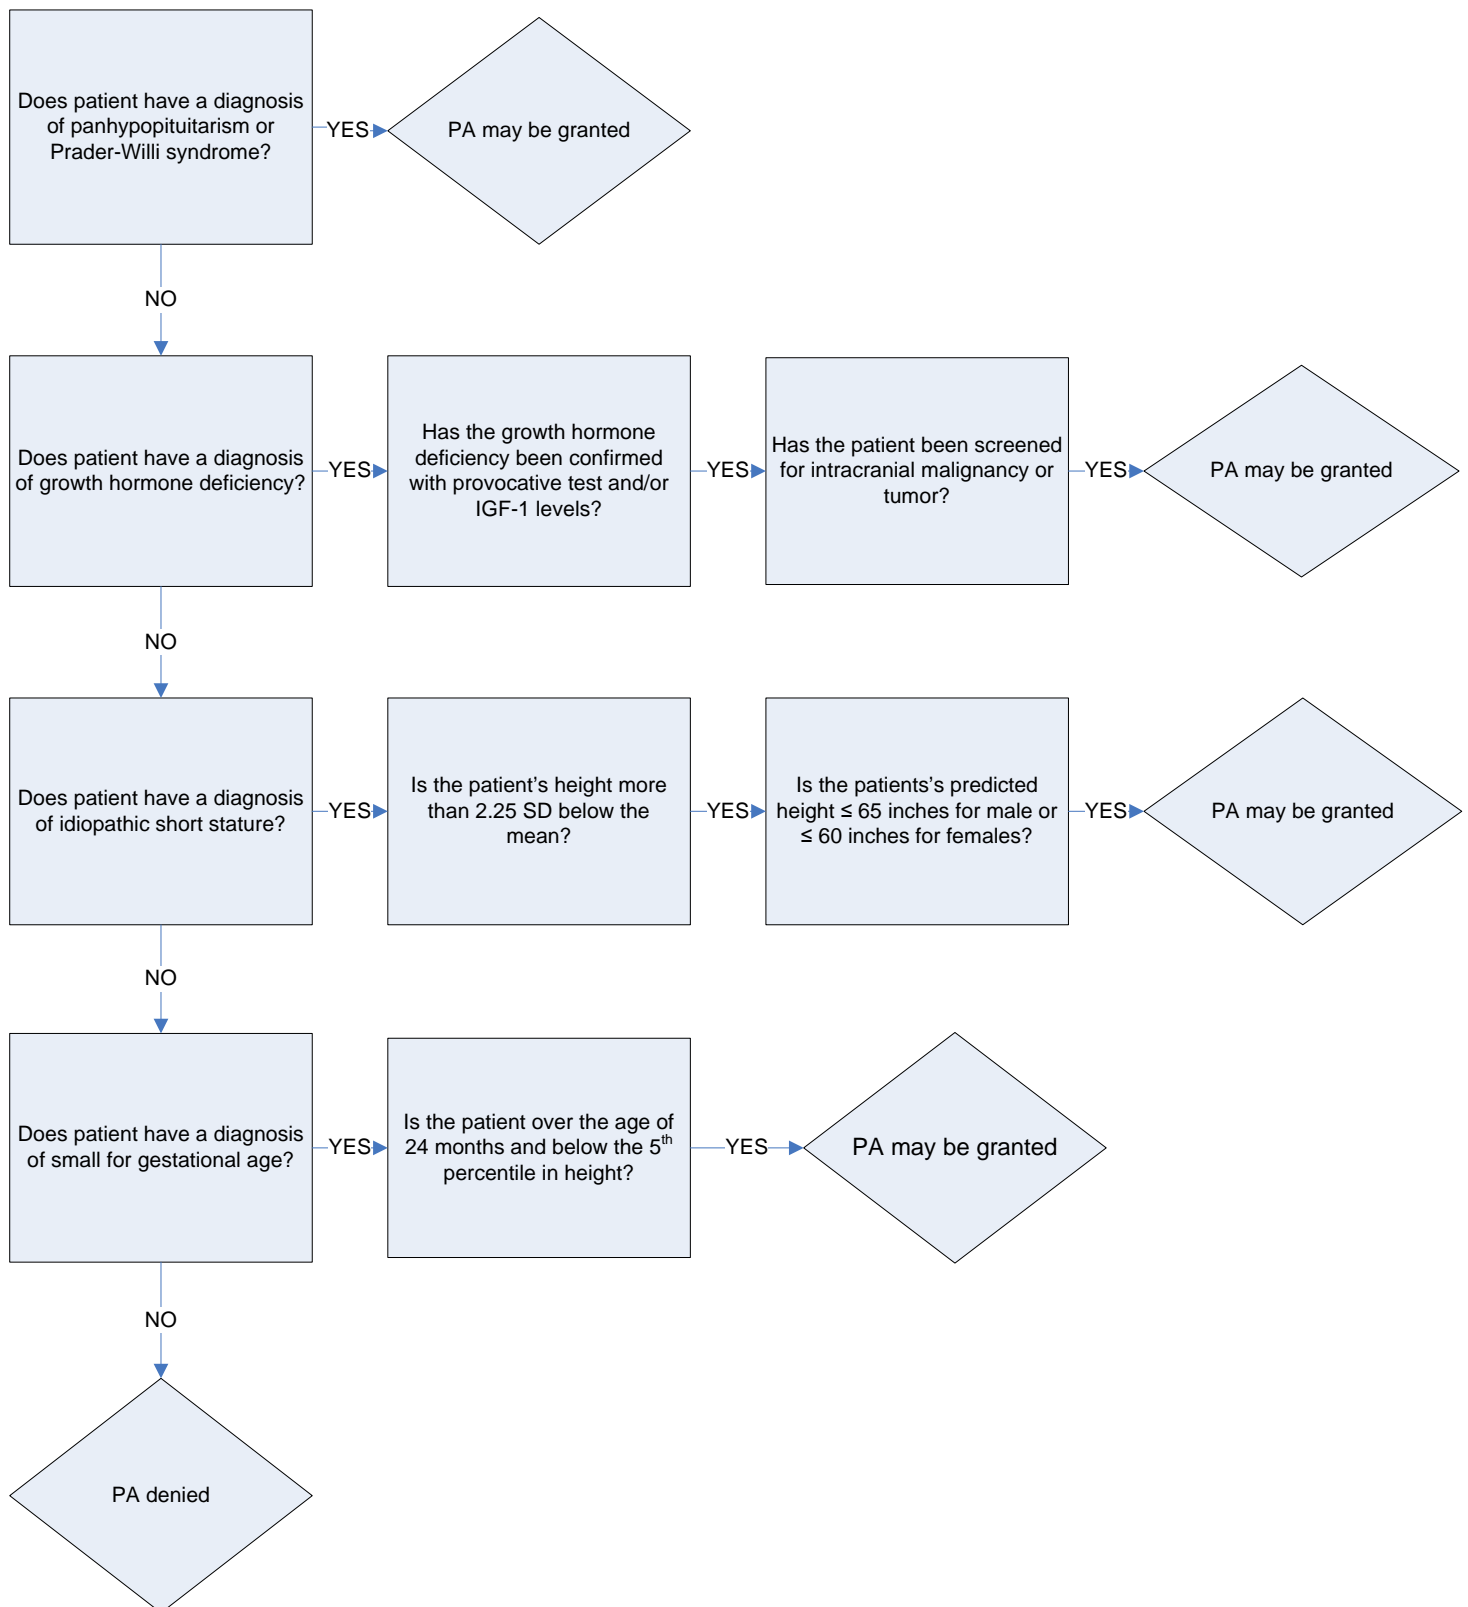 Does patient have a diagnosis
of panhypopituitarism or
Prader-Willi syndrome?
YES
PA may be granted
NO
Does patient have a diagnosis
of growth hormone deficiency?
YES
Has the growth hormone
deficiency been confirmed
with provocative test and/or
IGF-1 levels?
YES
Has the patient been screened
for intracranial malignancy or
tumor?
YES
PA may be granted
NO
Does patient have a diagnosis
of idiopathic short stature?
YES
Is the patient’s height more
than 2.25 SD below the
mean?
YES
Is the patients’s predicted
height ≤ 65 inches for male or
≤ 60 inches for females?
YES
PA may be granted
NO
Does patient have a diagnosis
of small for gestational age?
YES
Is the patient over the age of
24 months and below the 5th
percentile in height?
YES
PA may be granted
NO
PA denied